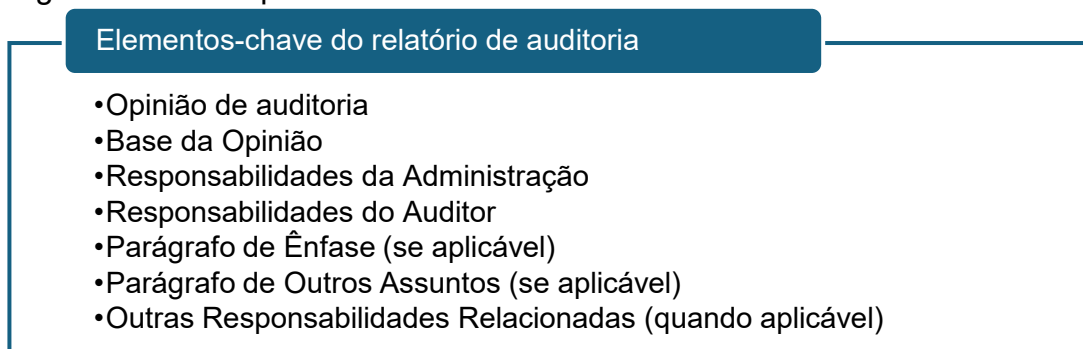 Elementos-chave do relatório de auditoria
•Opinião de auditoria
•Base da Opinião
•Responsabilidades da Administração
•Responsabilidades do Auditor
•Parágrafo de Ênfase (se aplicável)
•Parágrafo de Outros Assuntos (se aplicável)
•Outras Responsabilidades Relacionadas (quando aplicável)